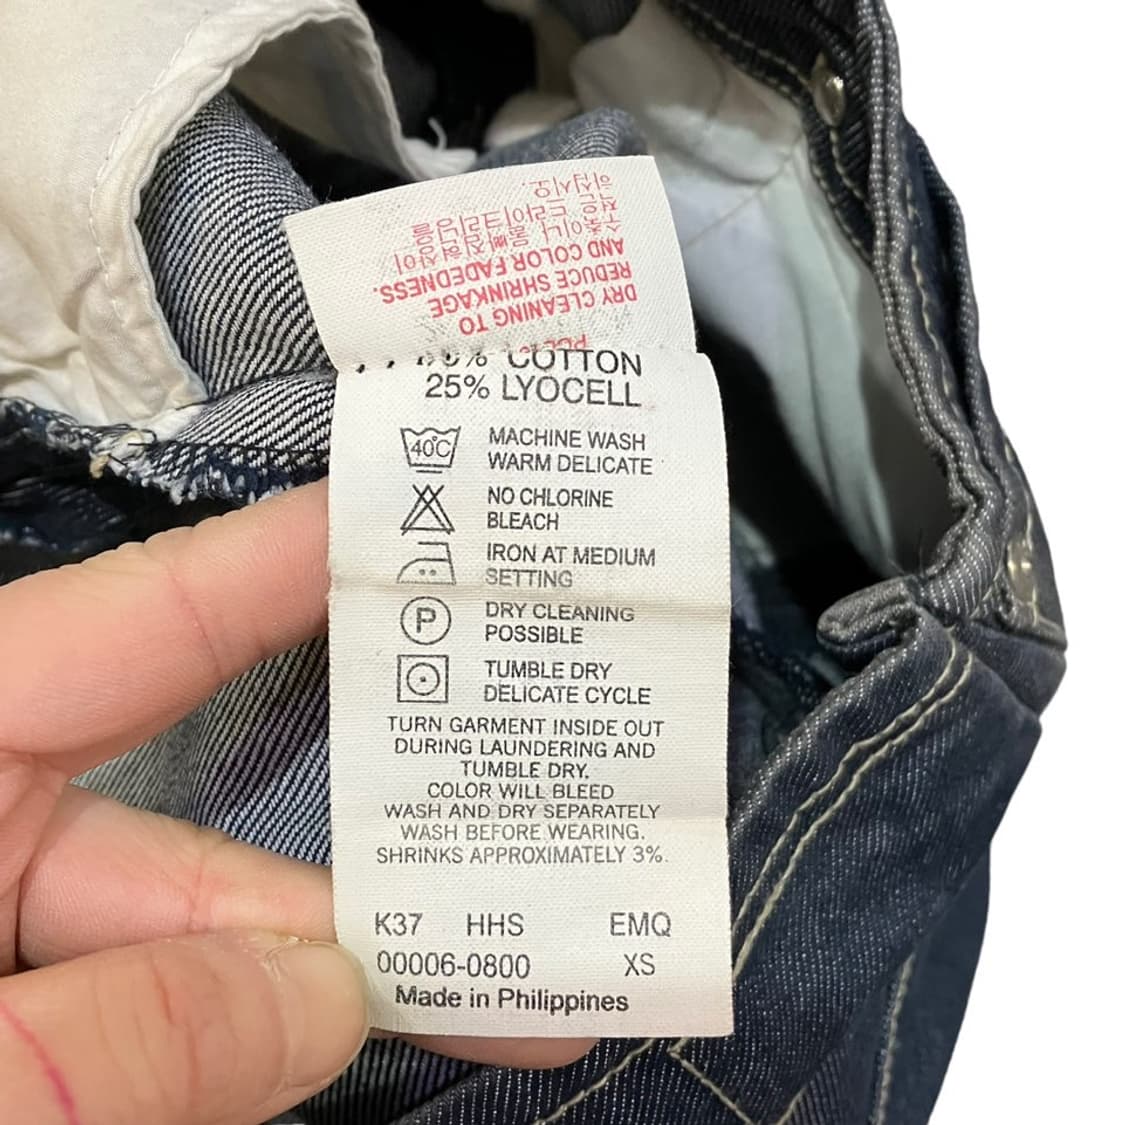 DRY CLEANING TO
REDUCE SHRINKAGE
AND COLOR FADEDNESS.
% COTTON
25% LYOCELL
40°C MACHINE WASH
WARM DELICATE
NO CHLORINE
BLEACH
IRON AT MEDIUM
SETTING
P DRY CLEANING
POSSIBLE
TUMBLE DRY
DELICATE CYCLE
TURN GARMENT INSIDE OUT
DURING LAUNDERING AND
TUMBLE DRY.
COLOR WILL BLEED
WASH AND DRY SEPARATELY
WASH BEFORE WEARING.
SHRINKS APPROXIMATELY 3%.
K37 HHS EMQ
00006-0800 XS
Made in Philippines